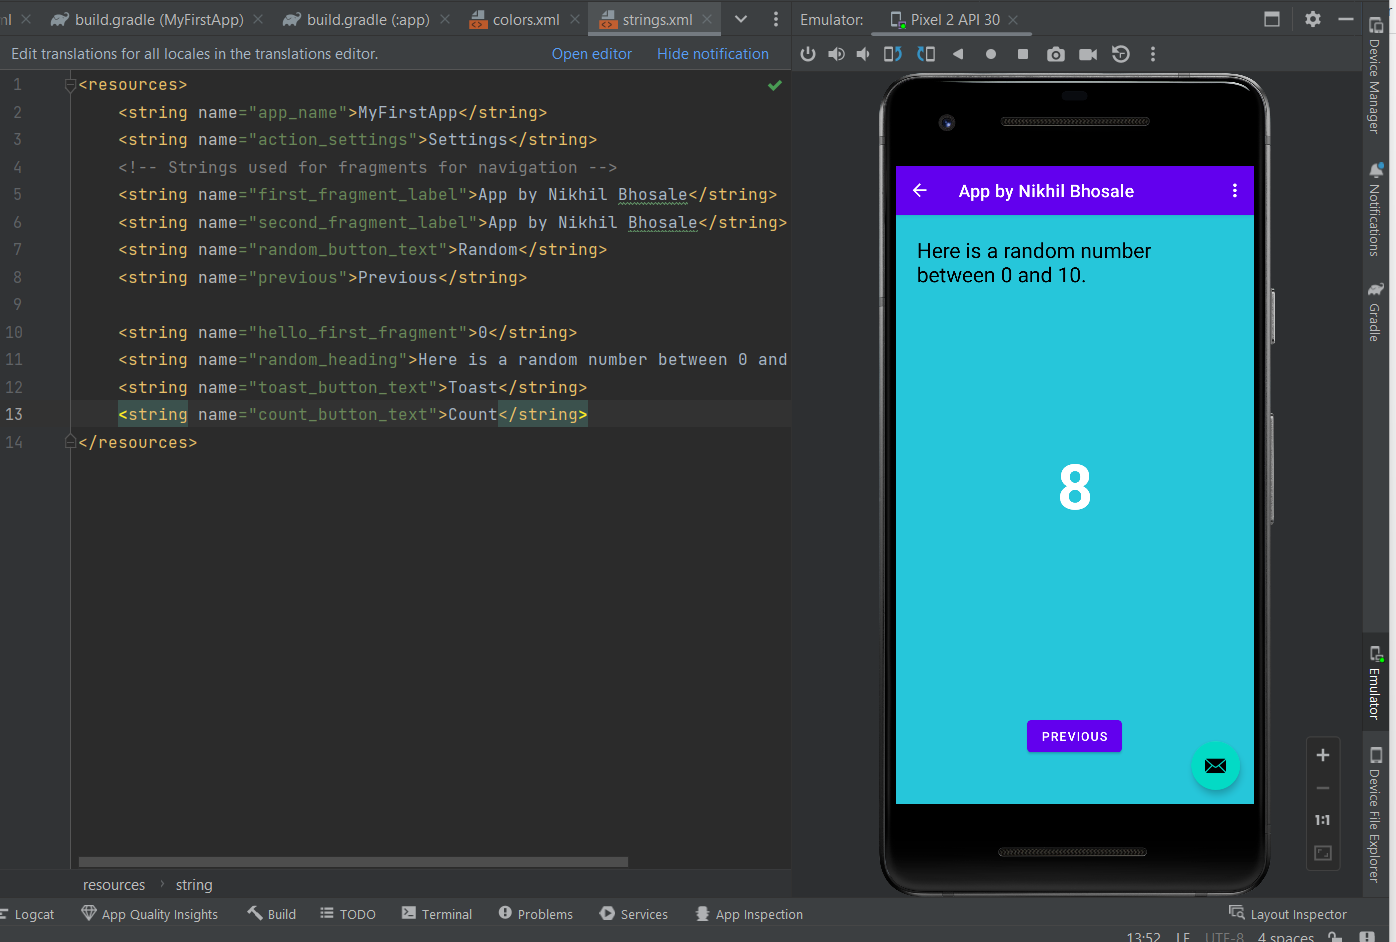 nl build.gradle (MyFirstApp) build.gradle (:app) colors.xml strings.xml
Emulator: Pixel 2 API 30
Edit translations for all locales in the translations editor. Open editor Hide notification
1 <resources>
2 <string name="app_name">MyFirstApp</string>
3 <string name="action_settings">Settings</string>
4 <!-- Strings used for fragments for navigation -->
5 <string name="first_fragment_label">App by Nikhil Bhosale</string>
6 <string name="second_fragment_label">App by Nikhil Bhosale</string>
7 <string name="random_button_text">Random</string>
8 <string name="previous">Previous</string>
9
10 <string name="hello_first_fragment">0</string>
11 <string name="random_heading">Here is a random number between 0 and
12 <string name="toast_button_text">Toast</string>
13 <string name="count_button_text">Count</string>
14 </resources>
resources › string
App by Nikhil Bhosale
Here is a random number
between 0 and 10.
8
PREVIOUS
1:1
Device Manager
Notifications
Gradle
Emulator
Device File Explorer
Logcat App Quality Insights Build TODO Terminal Problems Services App Inspection Layout Inspector
13:52 LF UTF-8 4 spaces